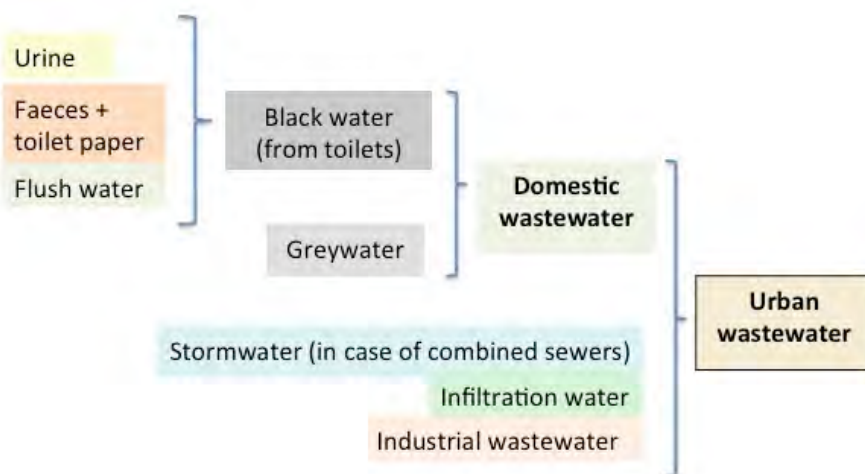 Urine
Faeces +
toilet paper
Flush water
Black water
(from toilets)
Greywater
Domestic
wastewater
Stormwater (in case of combined sewers)
Infiltration water
Industrial wastewater
Urban
wastewater